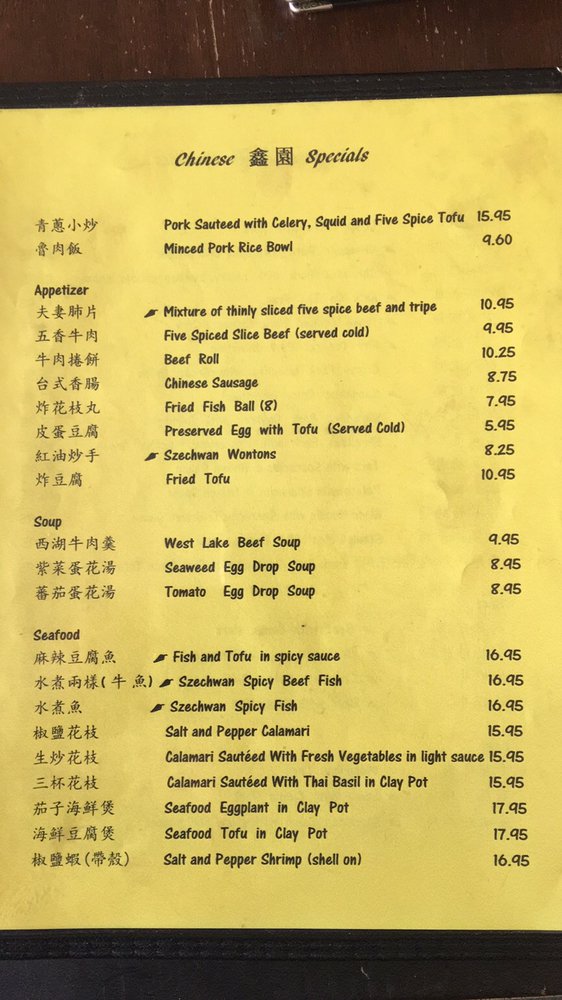 Chinese 鑫園 Specials
青蔥小炒 Pork Sauteed with Celery, Squid and Five Spice Tofu 15.95
魯肉飯 Minced Pork Rice Bowl 9.60
Appetizer
夫妻肺片 Mixture of thinly sliced five spice beef and tripe 10.95
五香牛肉 Five Spiced Slice Beef (served cold) 9.95
牛肉捲餅 Beef Roll 10.25
台式香腸 Chinese Sausage 8.75
炸花枝丸 Fried Fish Ball (8) 7.95
皮蛋豆腐 Preserved Egg with Tofu (Served Cold) 5.95
紅油炒手 Szechwan Wontons 8.25
炸豆腐 Fried Tofu 10.95
Soup
西湖牛肉羹 West Lake Beef Soup 9.95
紫菜蛋花湯 Seaweed Egg Drop Soup 8.95
蕃茄蛋花湯 Tomato Egg Drop Soup 8.95
Seafood
麻辣豆腐魚 Fish and Tofu in spicy sauce 16.95
水煮兩樣(牛魚) Szechwan Spicy Beef Fish 16.95
水煮魚 Szechwan Spicy Fish 16.95
椒鹽花枝 Salt and Pepper Calamari 15.95
生炒花枝 Calamari Sautéed With Fresh Vegetables in light sauce 15.95
三杯花枝 Calamari Sautéed With Thai Basil in Clay Pot 15.95
茄子海鮮煲 Seafood Eggplant in Clay Pot 17.95
海鮮豆腐煲 Seafood Tofu in Clay Pot 17.95
椒鹽蝦(帶殼) Salt and Pepper Shrimp (shell on) 16.95